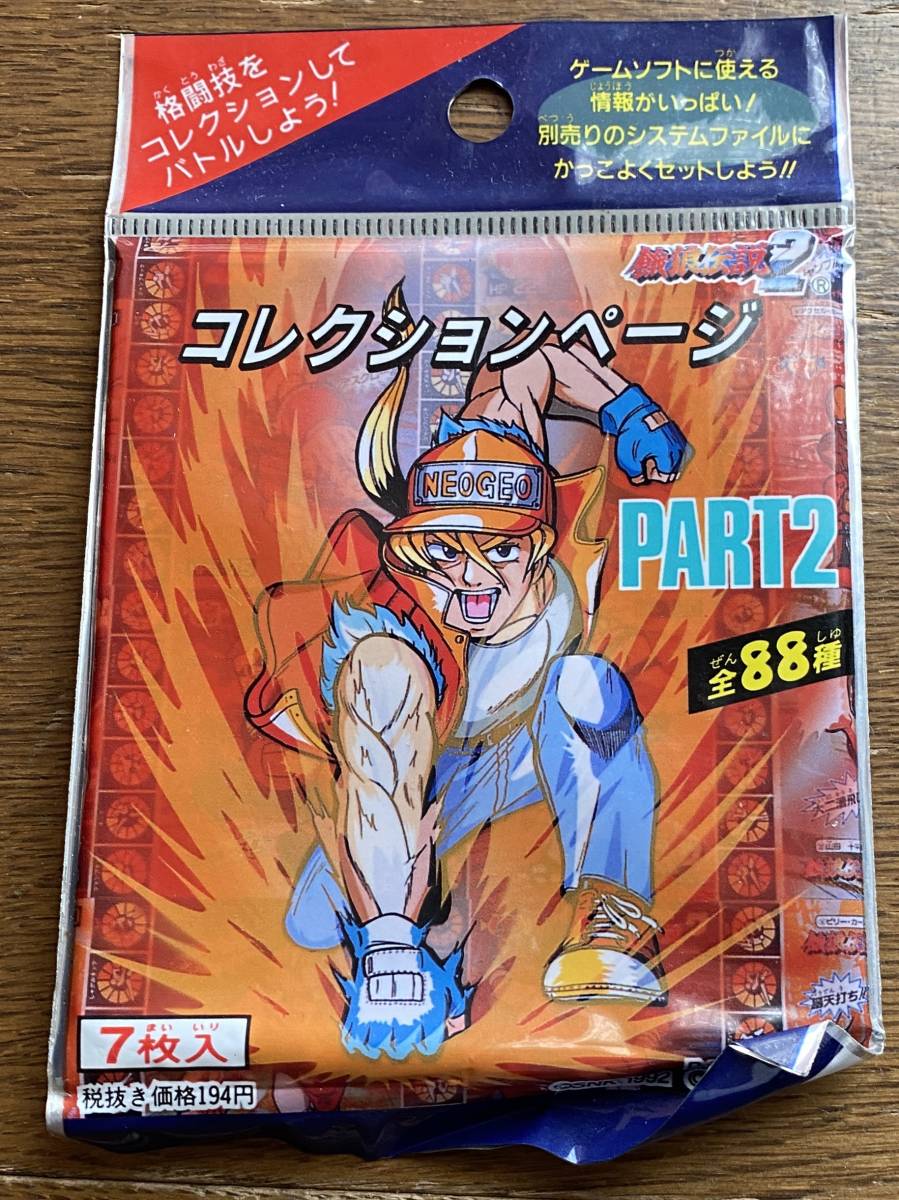 格闘技を
コレクションして
バトルしよう!
ゲームソフトに使える
情報がいっぱい!
別売りのシステムファイルに
かっこよくセットしよう!!
餓狼伝説2
®
コレクションページ
NEOGEO
PART2
全88種
7枚入
税抜き価格194円
©SNK 1992